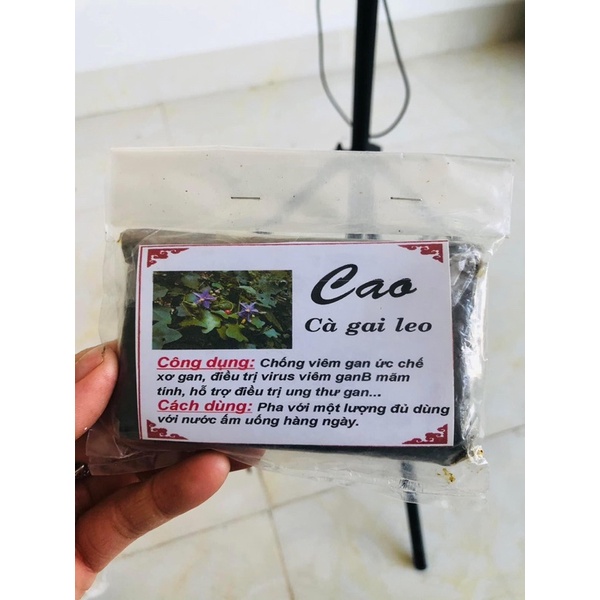 Cao
Cà gai leo
Công dụng: Chống viêm gan ức chế
xơ gan, điều trị virus viêm ganB mãm
tính, hỗ trợ điều trị ung thư gan...
Cách dùng: Pha với một lượng đủ dùng
với nước ấm uống hàng ngày.